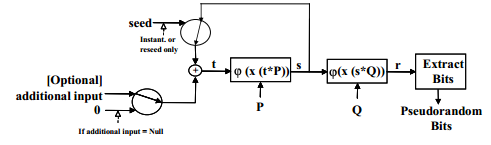 seed
Instant. or
reseed only
[Optional]
additional input
0
If additional input = Null
+
t
φ (x (t*P))
P
s
φ(x (s*Q))
Q
r
Extract
Bits
Pseudorandom
Bits